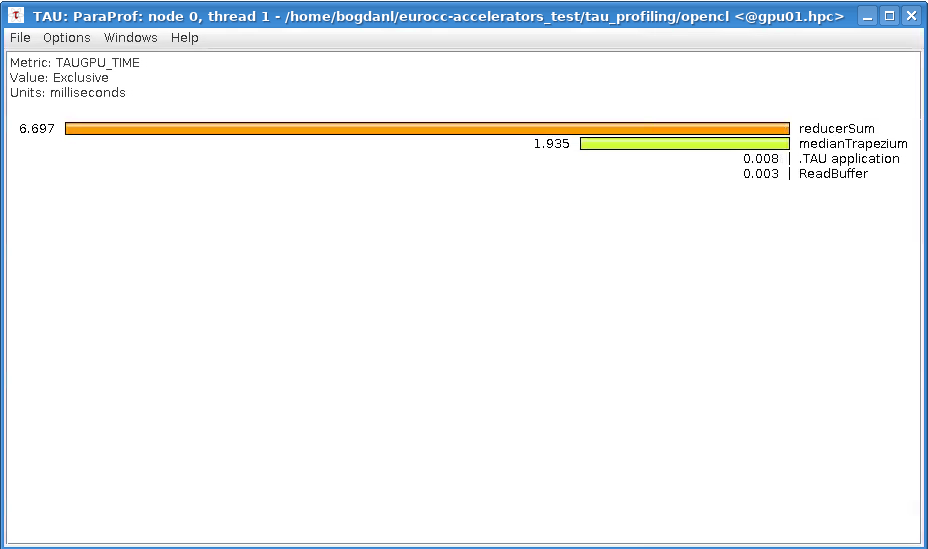 TAU: ParaProf: node 0, thread 1 - /home/bogdanl/eurocc-accelerators_test/tau_profiling/opencl <@gpu01.hpc>
File Options Windows Help
Metric: TAUGPU_TIME
Value: Exclusive
Units: milliseconds
6.697 reducerSum
1.935 medianTrapezium
0.008 .TAU application
0.003 ReadBuffer